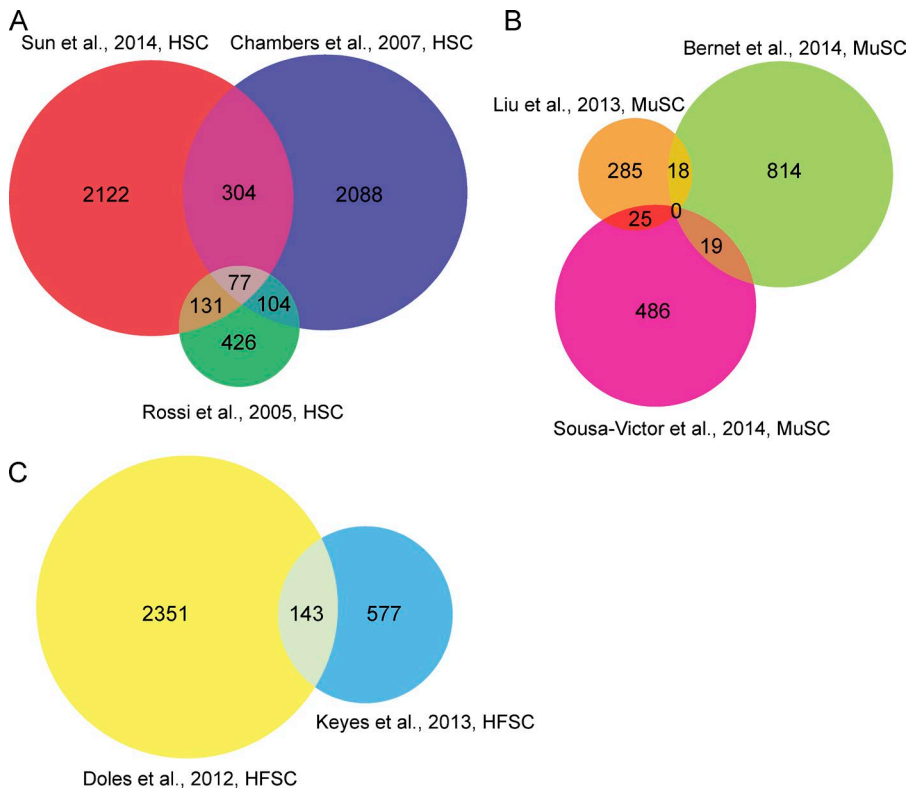 A
Sun et al., 2014, HSC
Chambers et al., 2007, HSC
2122
304
2088
77
131
104
426
Rossi et al., 2005, HSC
B
Bernet et al., 2014, MuSC
Liu et al., 2013, MuSC
285
18
814
0
25
19
486
Sousa-Victor et al., 2014, MuSC
C
2351
143
577
Keyes et al., 2013, HFSC
Doles et al., 2012, HFSC